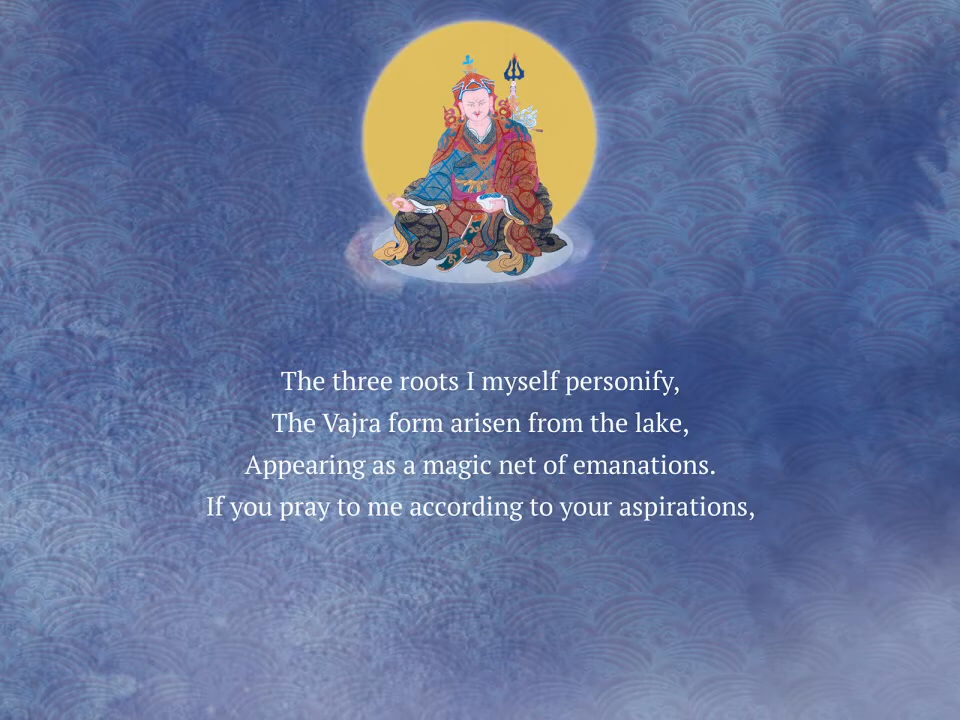 The three roots I myself personify,
The Vajra form arisen from the lake,
Appearing as a magic net of emanations.
If you pray to me according to your aspirations,